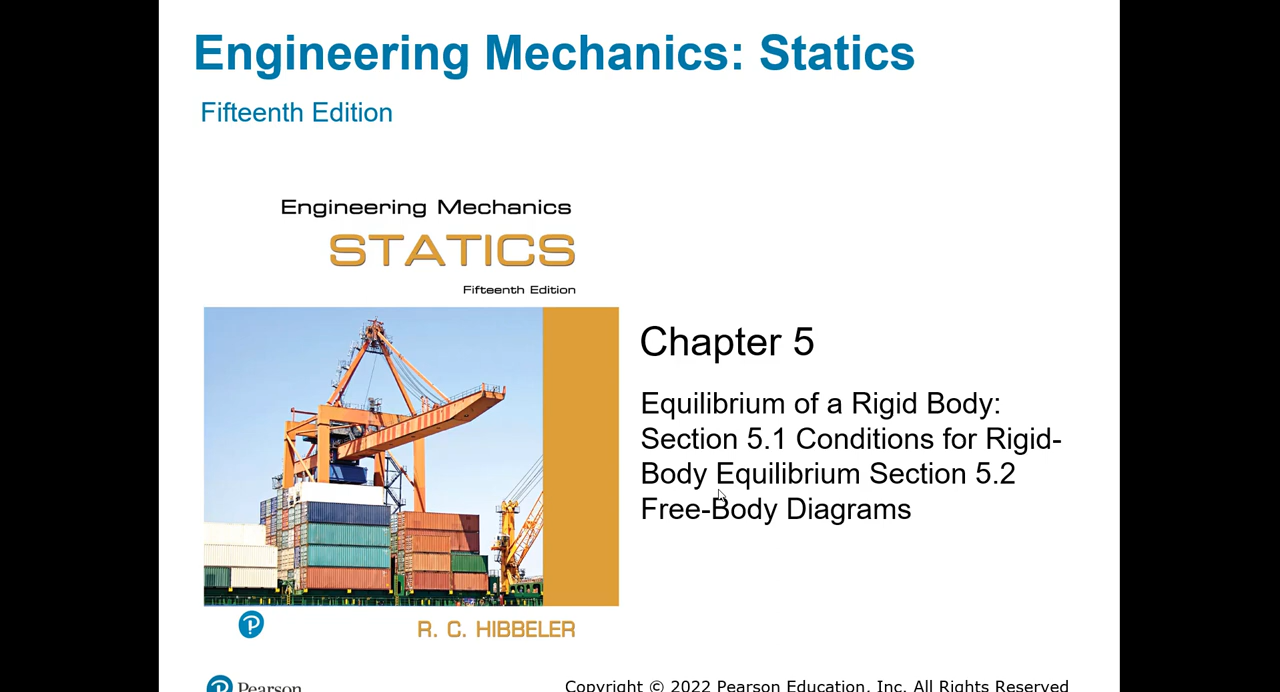 Engineering Mechanics: Statics
Fifteenth Edition
Engineering Mechanics
STATICS
Fifteenth Edition
Chapter 5
Equilibrium of a Rigid Body:
Section 5.1 Conditions for Rigid-
Body Equilibrium Section 5.2
Free-Body Diagrams
R. C. HIBBELER
Pearson
Copyright © 2022 Pearson Education, Inc. All Rights Reserved